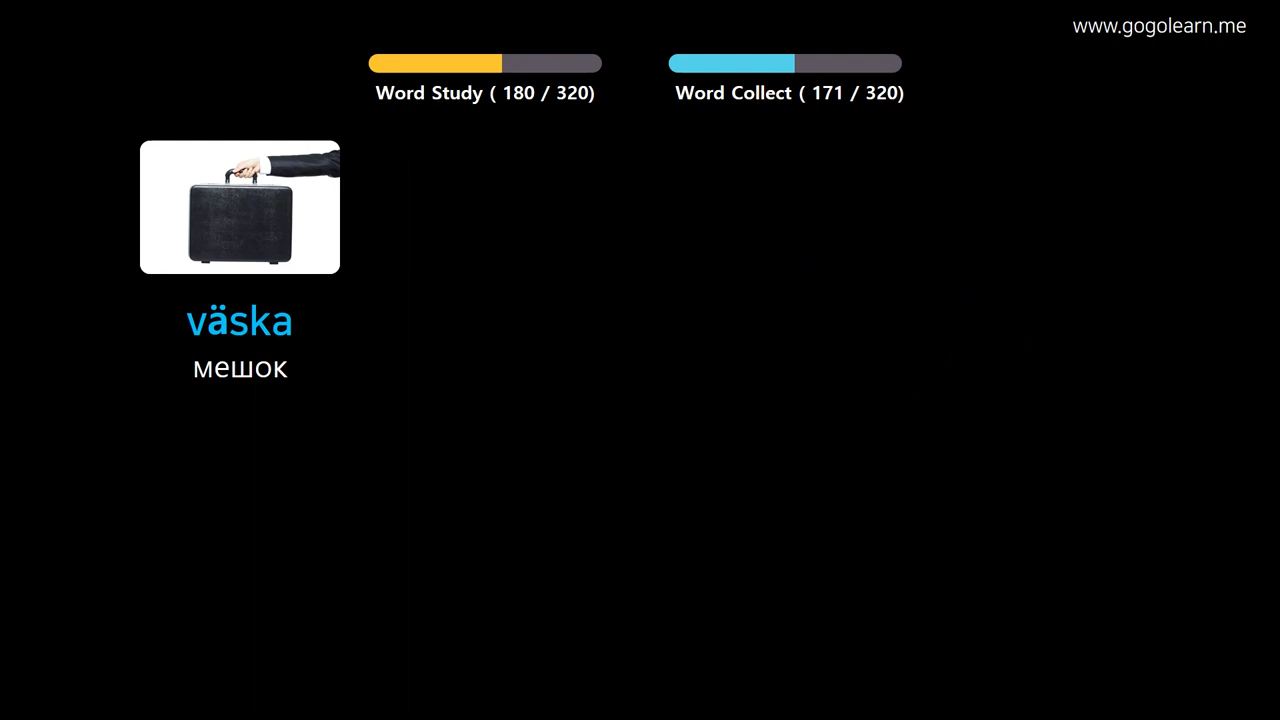 www.gogolearn.me
Word Study ( 180 / 320)
Word Collect ( 171 / 320)
väska
мешок